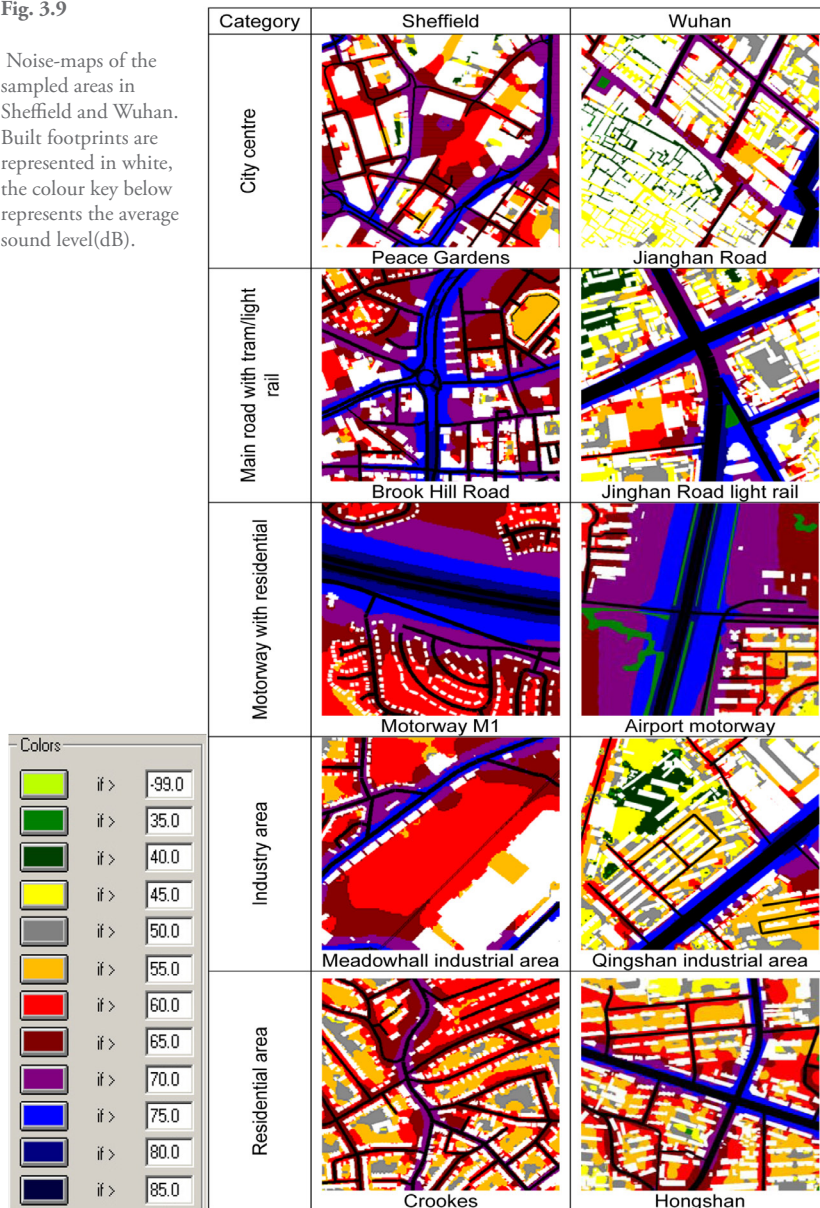 Fig. 3.9
Noise-maps of the
sampled areas in
Sheffield and Wuhan.
Built footprints are
represented in white,
the colour key below
represents the average
sound level(dB).
Category Sheffield Wuhan
City centre
Peace Gardens Jianghan Road
Main road with tram/light
rail
Brook Hill Road Jinghan Road light rail
Motorway with residential
Motorway M1 Airport motorway
Industry area
Meadowhall industrial area Qingshan industrial area
Residential area
Crookes Hongshan
Colors
if > -99.0
if > 35.0
if > 40.0
if > 45.0
if > 50.0
if > 55.0
if > 60.0
if > 65.0
if > 70.0
if > 75.0
if > 80.0
if > 85.0